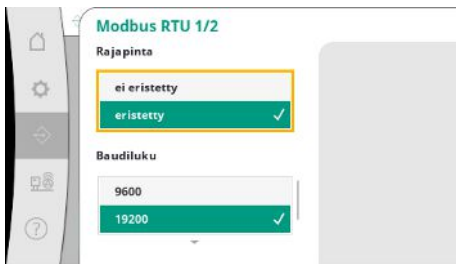 Modbus RTU 1/2
Rajapinta
ei eristetty
eristetty
Baudiluku
9600
19200
?